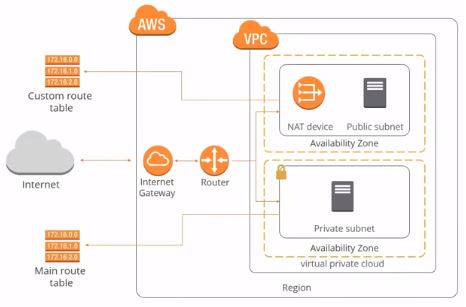 AWS
VPC
172.16.0.0
172.16.1.0
172.16.2.0
Custom route
table
NAT device
Public subnet
Availability Zone
Internet
Internet
Gateway
Router
Private subnet
Availability Zone
virtual private cloud
172.16.0.0
172.16.1.0
172.16.2.0
Main route
table
Region